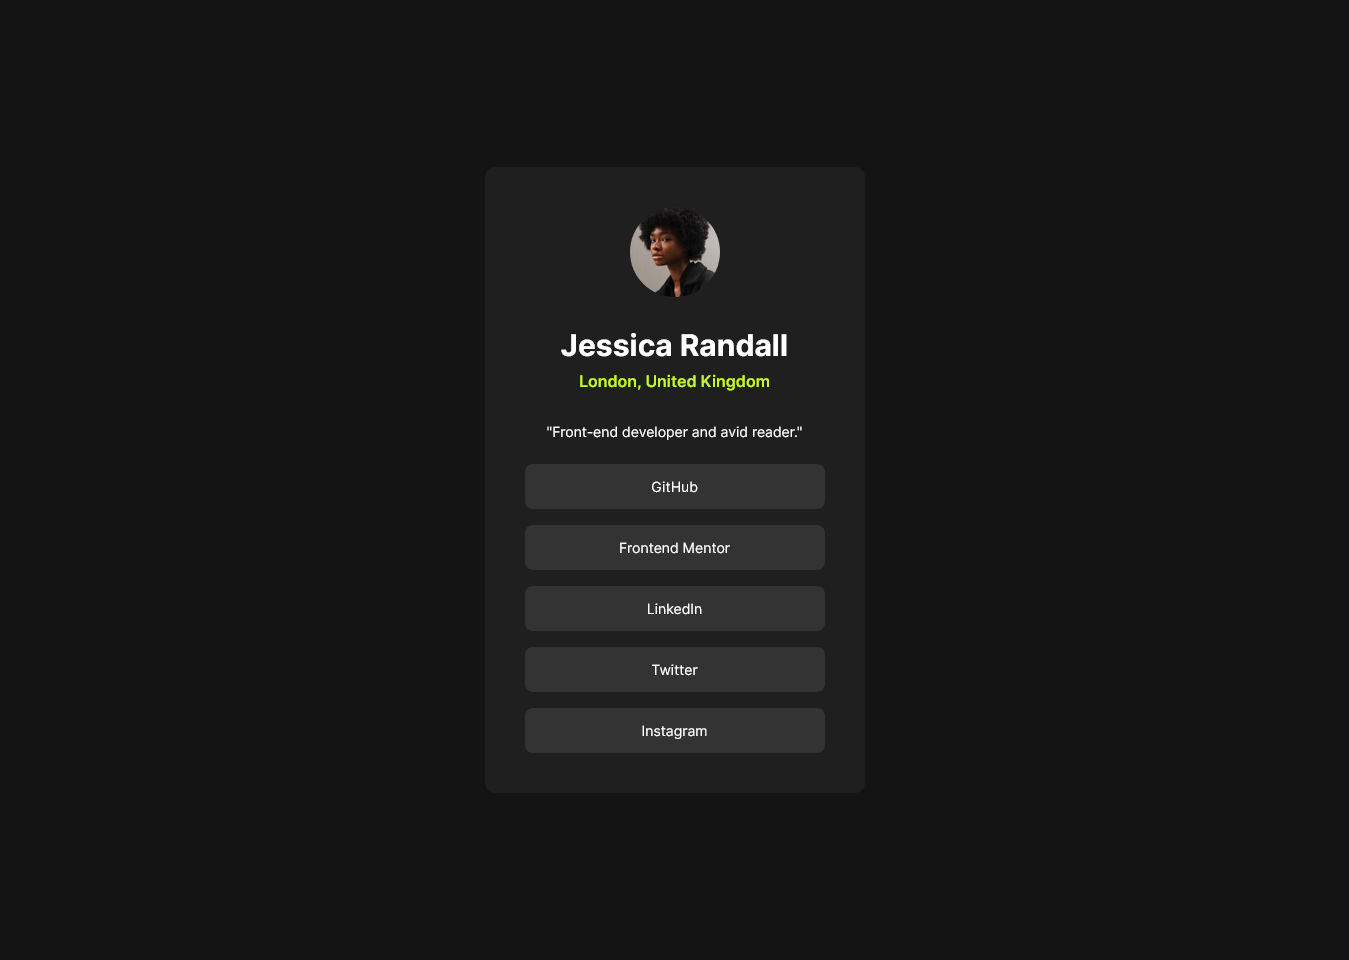 Jessica Randall
London, United Kingdom
"Front-end developer and avid reader."
GitHub
Frontend Mentor
LinkedIn
Twitter
Instagram